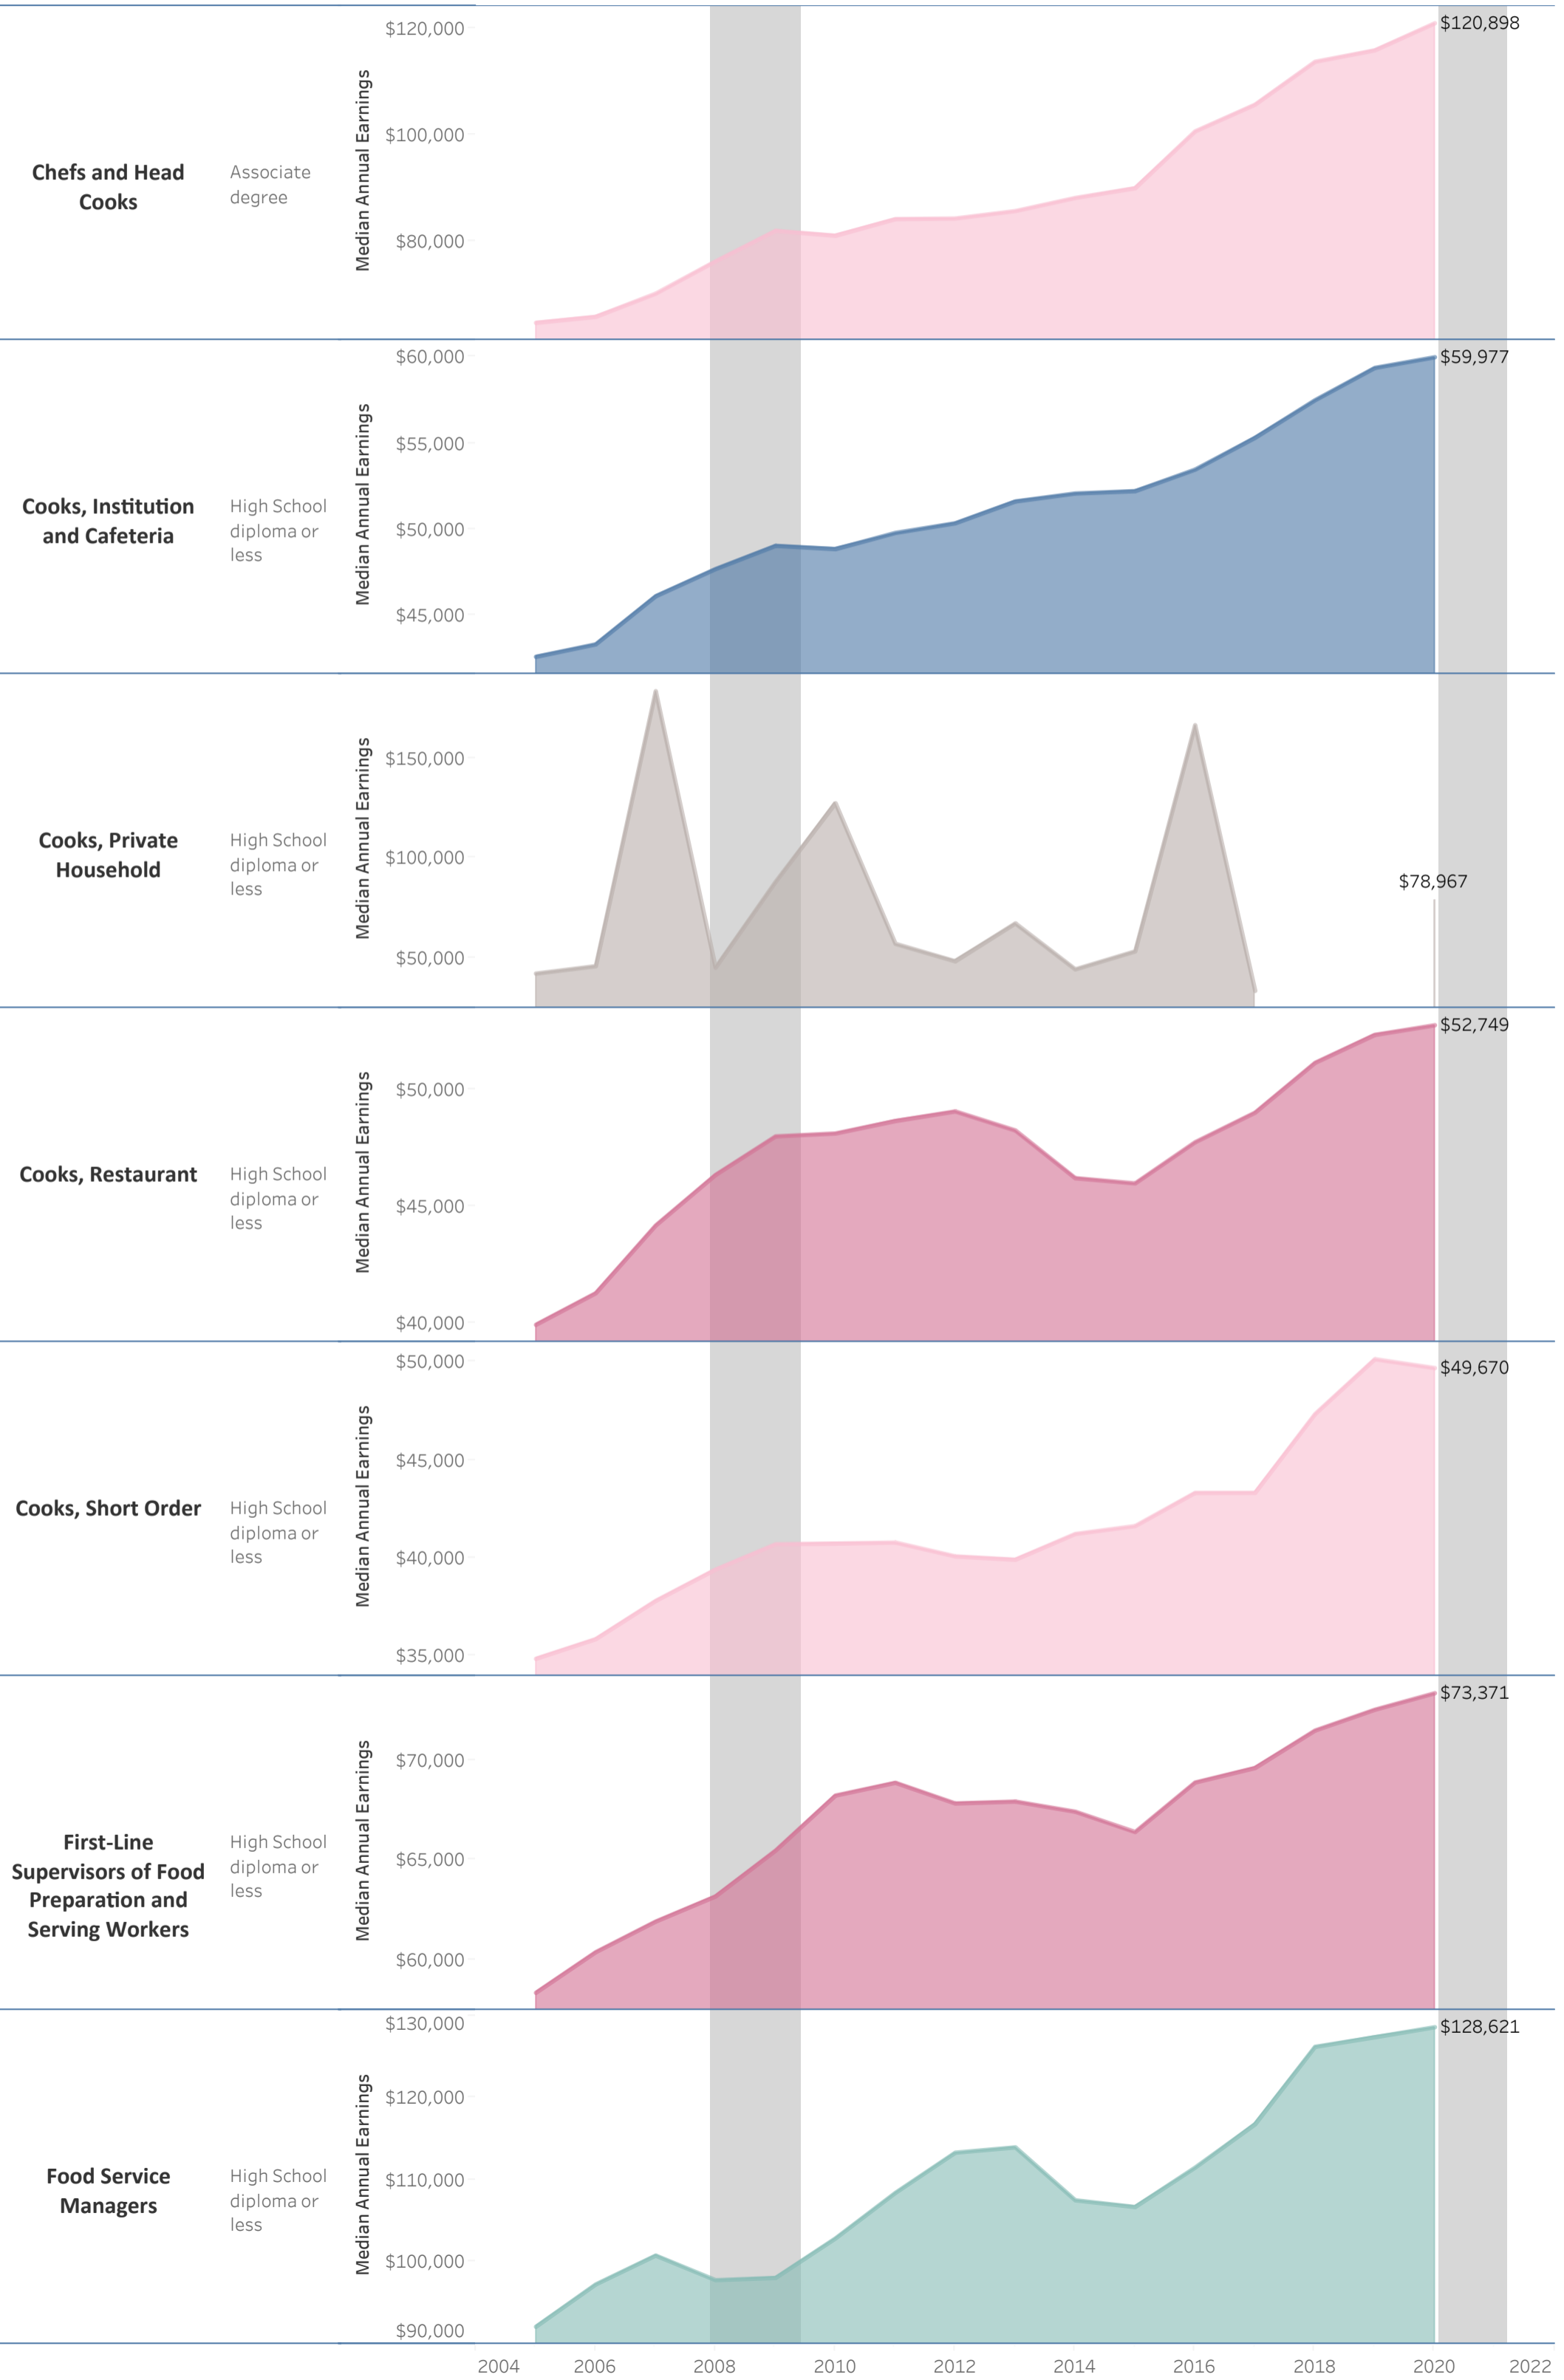 Chefs and Head
Cooks
Associate
degree
Median Annual Earnings
$120,000
$100,000
$80,000
$120,898
Cooks, Institution
and Cafeteria
High School
diploma or
less
Median Annual Earnings
$60,000
$55,000
$50,000
$45,000
$59,977
Cooks, Private
Household
High School
diploma or
less
Median Annual Earnings
$150,000
$100,000
$50,000
$78,967
Cooks, Restaurant
High School
diploma or
less
Median Annual Earnings
$50,000
$45,000
$40,000
$52,749
Cooks, Short Order
High School
diploma or
less
Median Annual Earnings
$50,000
$45,000
$40,000
$35,000
$49,670
First-Line
Supervisors of Food
Preparation and
Serving Workers
High School
diploma or
less
Median Annual Earnings
$70,000
$65,000
$60,000
$73,371
Food Service
Managers
High School
diploma or
less
Median Annual Earnings
$130,000
$120,000
$110,000
$100,000
$90,000
$128,621
2004 2006 2008 2010 2012 2014 2016 2018 2020 2022